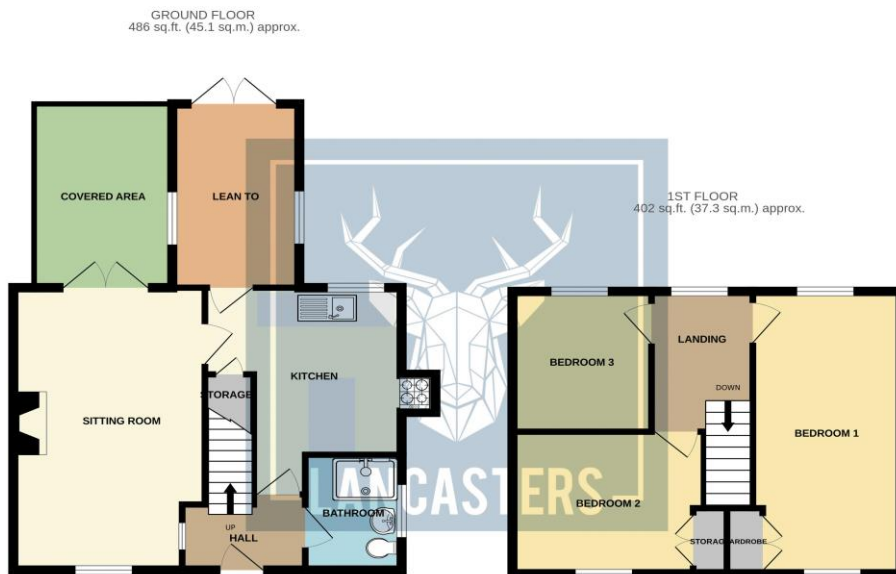 GROUND FLOOR
486 sq.ft. (45.1 sq.m.) approx.
COVERED AREA
LEAN TO
SITTING ROOM
STORAGE
KITCHEN
UP
HALL
BATHROOM
LANCASTERS
1ST FLOOR
402 sq.ft. (37.3 sq.m.) approx.
BEDROOM 3
LANDING
DOWN
BEDROOM 1
BEDROOM 2
STORAG
ARDROBE